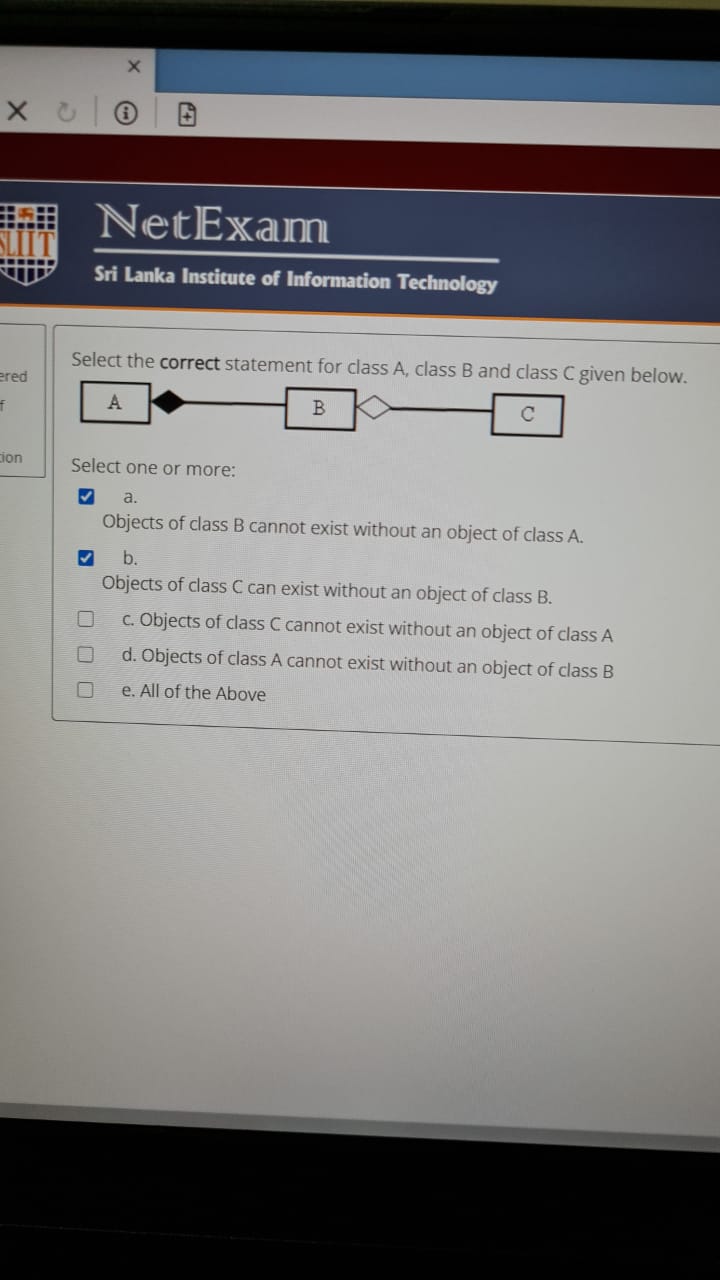 SLIIT
NetExam
Sri Lanka Institute of Information Technology
ered
f
tion
Select the correct statement for class A, class B and class C given below.
A
B
C
Select one or more:
a.
Objects of class B cannot exist without an object of class A.
b.
Objects of class C can exist without an object of class B.
c. Objects of class C cannot exist without an object of class A
d. Objects of class A cannot exist without an object of class B
e. All of the Above